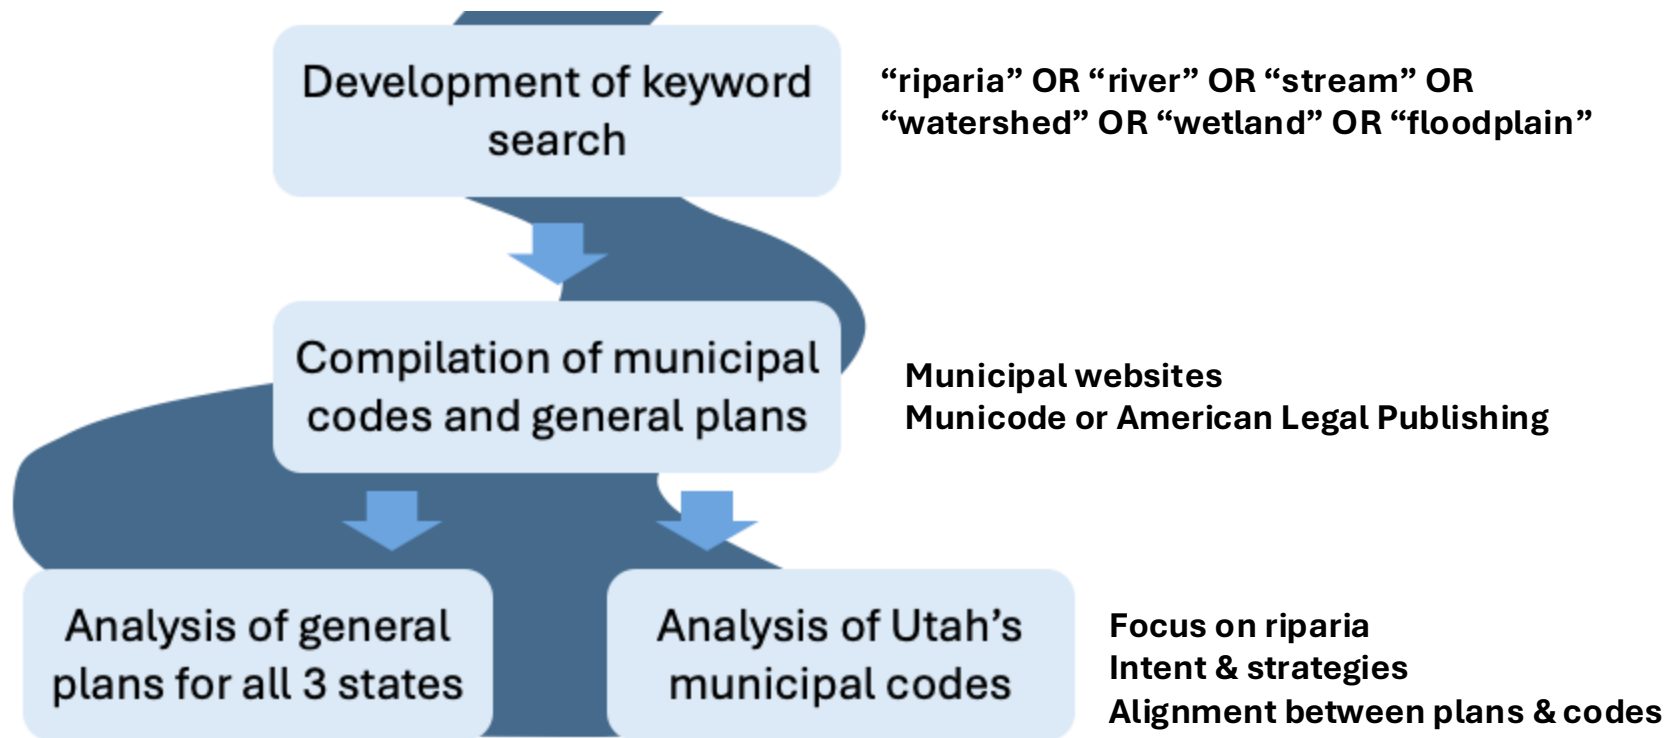 Development of keyword
search
“riparia” OR “river” OR “stream” OR
“watershed” OR “wetland” OR “floodplain”
Compilation of municipal
codes and general plans
Municipal websites
Municode or American Legal Publishing
Analysis of general
plans for all 3 states
Analysis of Utah’s
municipal codes
Focus on riparia
Intent & strategies
Alignment between plans & codes